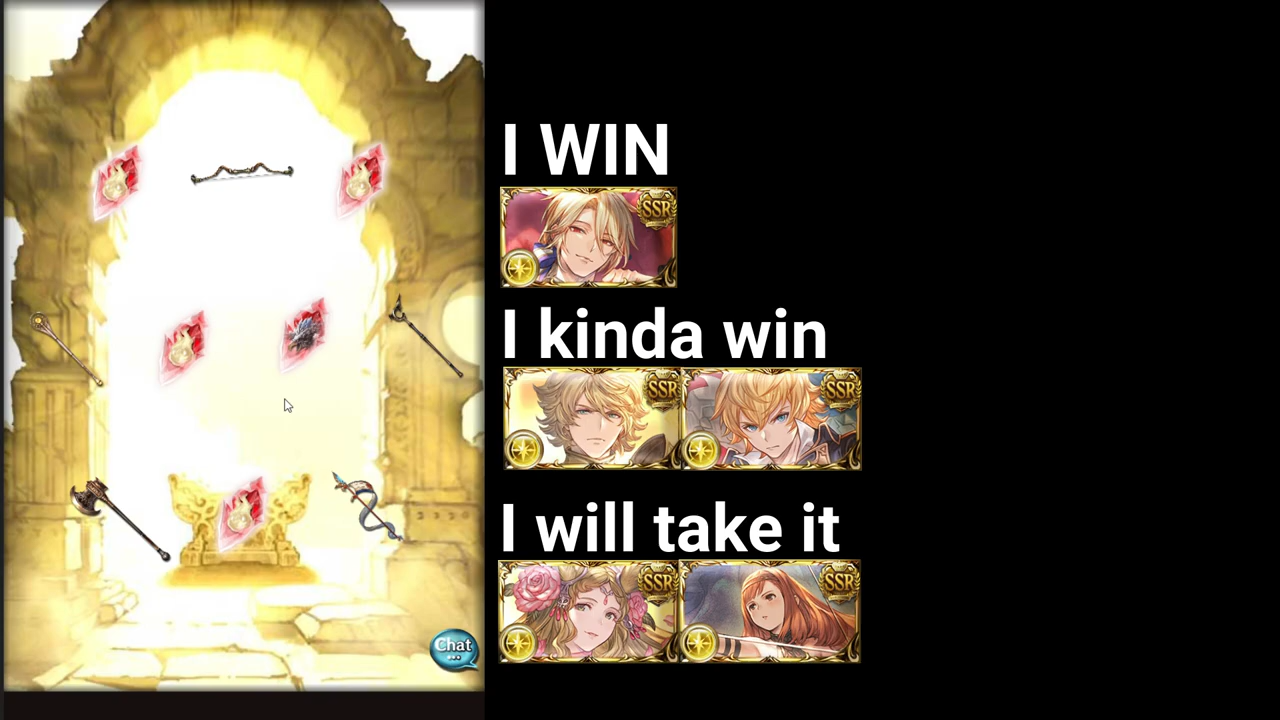 I WIN
SSR
I kinda win
SSR SSR
I will take it
SSR SSR
Chat